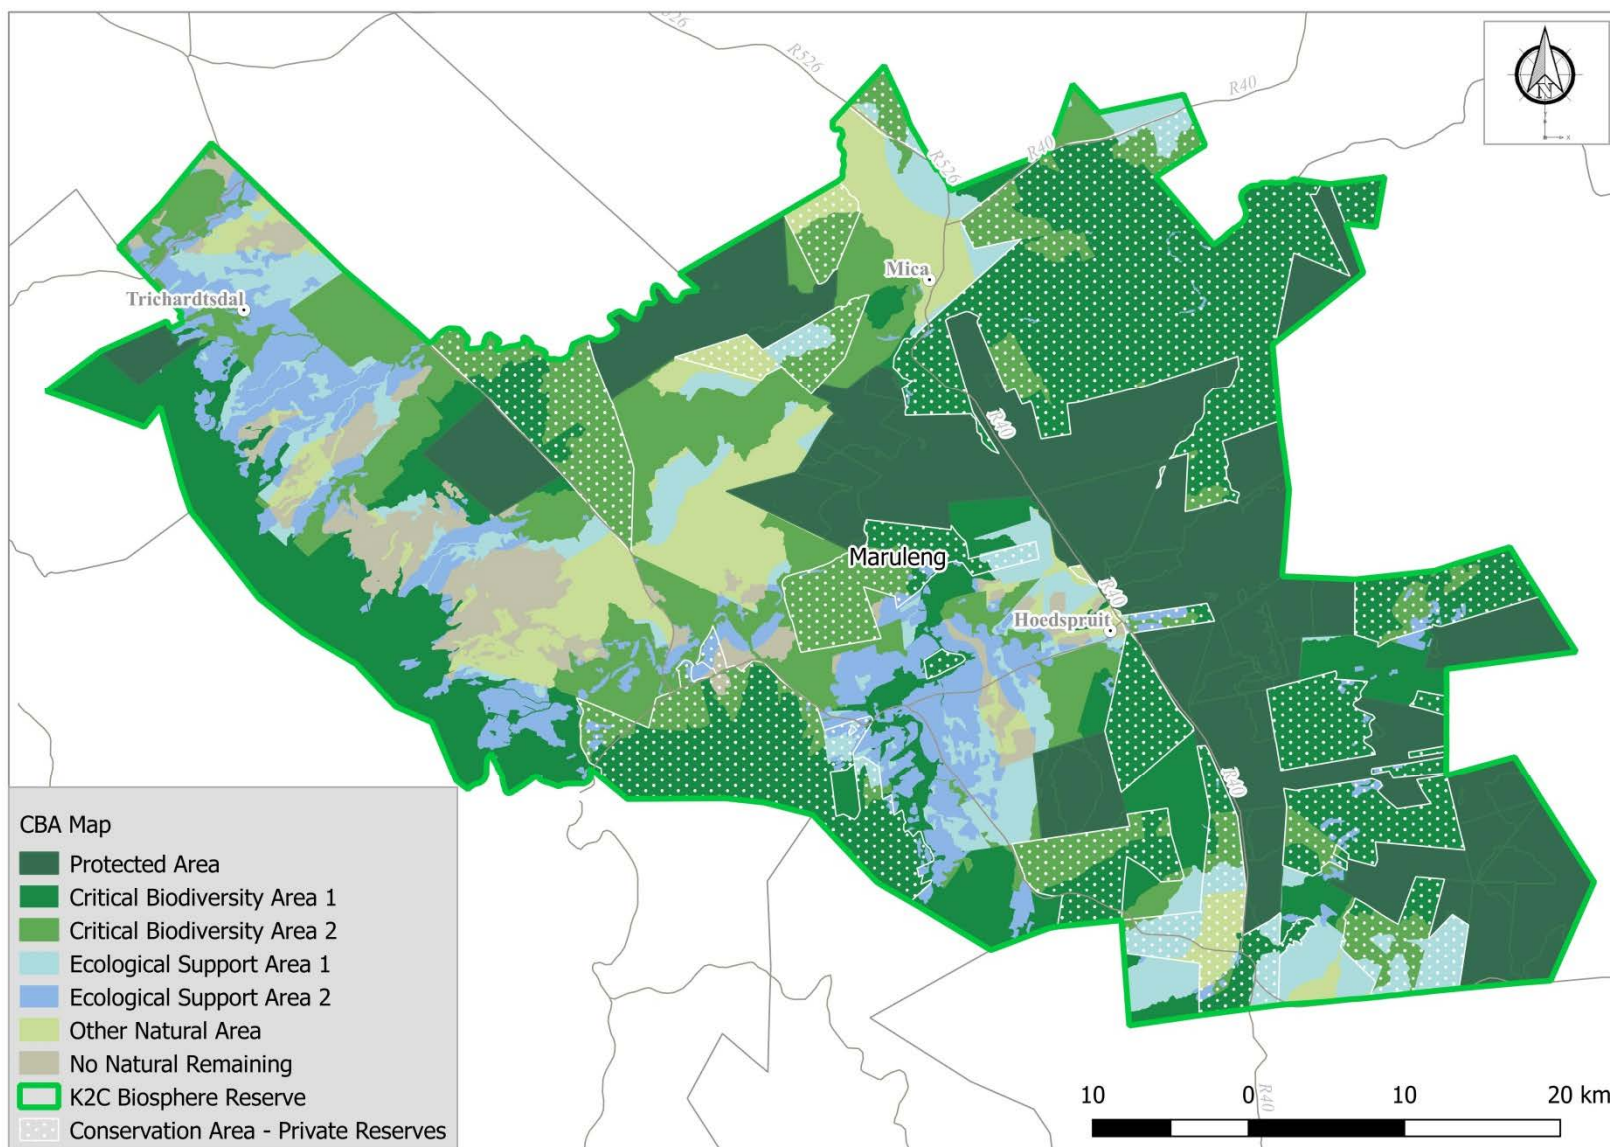 R526
R526
R40
R40
R526
Trichardtsdal
Mica
R40
Maruleng
R40
Hoedspruit
R40
N
CBA Map
Protected Area
Critical Biodiversity Area 1
Critical Biodiversity Area 2
Ecological Support Area 1
Ecological Support Area 2
Other Natural Area
No Natural Remaining
K2C Biosphere Reserve
Conservation Area - Private Reserves
10 0 10 20 km
R40